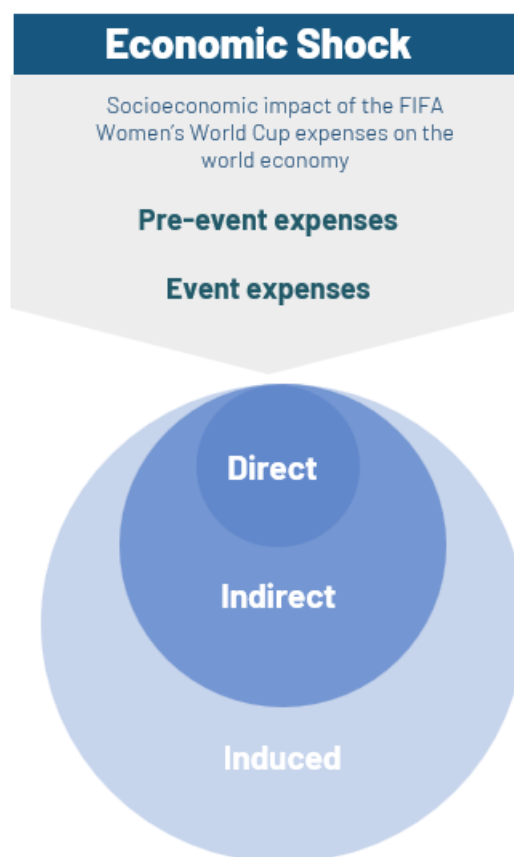 Economic Shock
Socioeconomic impact of the FIFA
Women's World Cup expenses on the
world economy
Pre-event expenses
Event expenses
Direct
Indirect
Induced